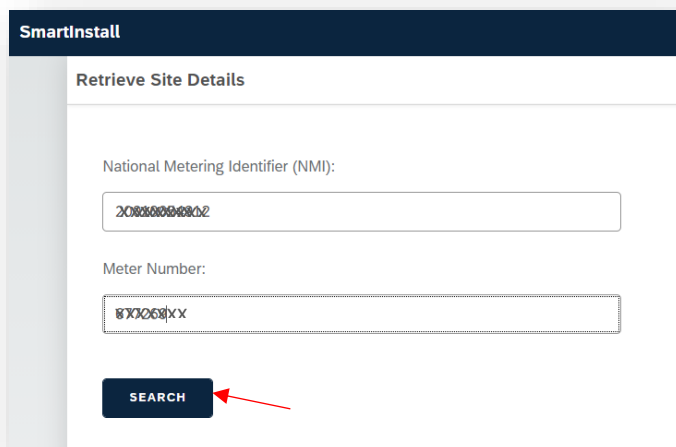 SmartInstall
Retrieve Site Details
National Metering Identifier (NMI):
Meter Number:
SEARCH